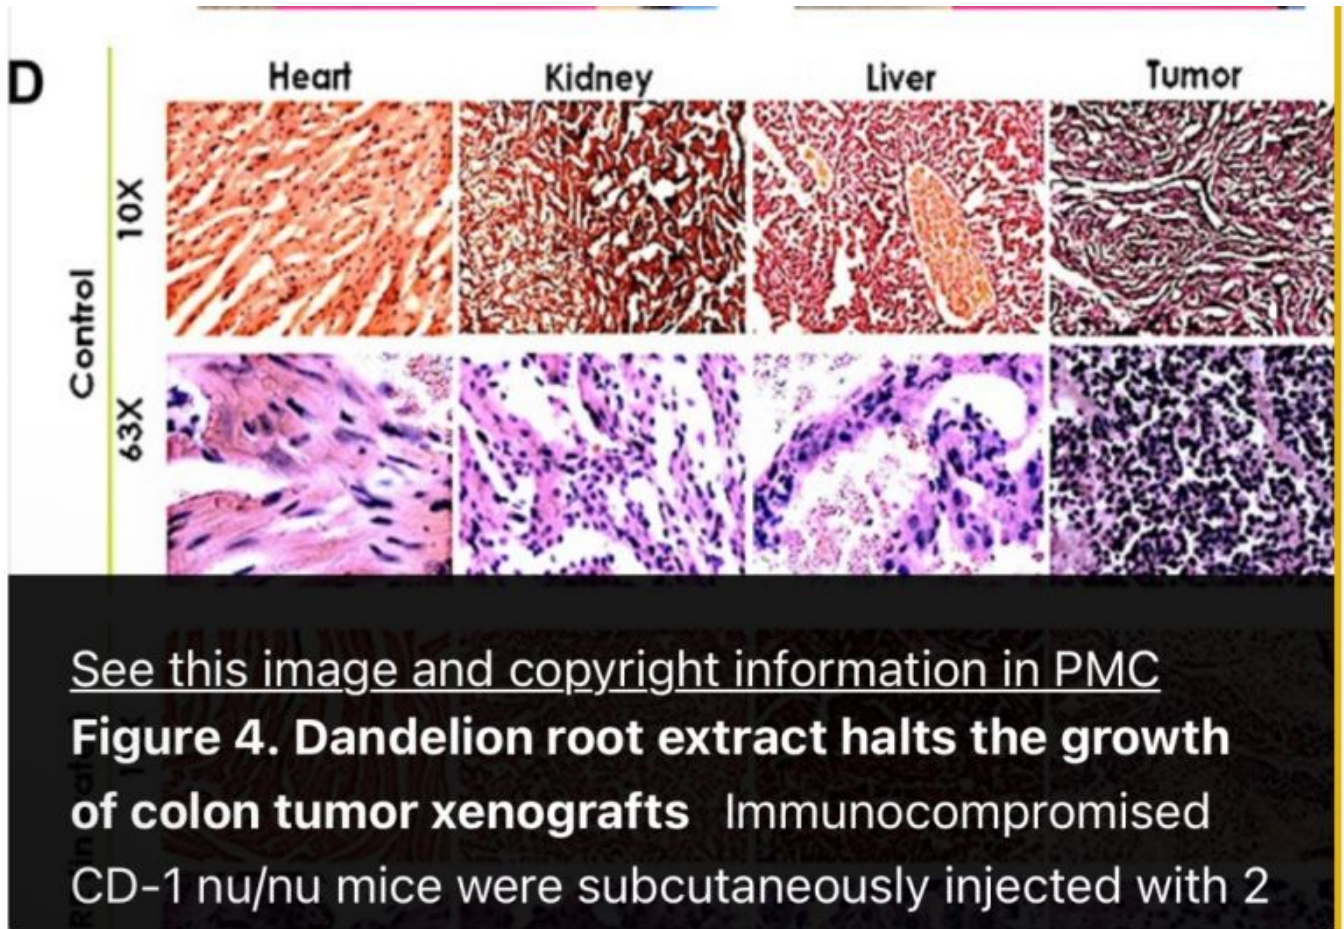 D
Heart Kidney Liver Tumor
Control
10X
63X
See this image and copyright information in PMC
Figure 4. Dandelion root extract halts the growth
of colon tumor xenografts Immunocompromised
CD-1 nu/nu mice were subcutaneously injected with 2